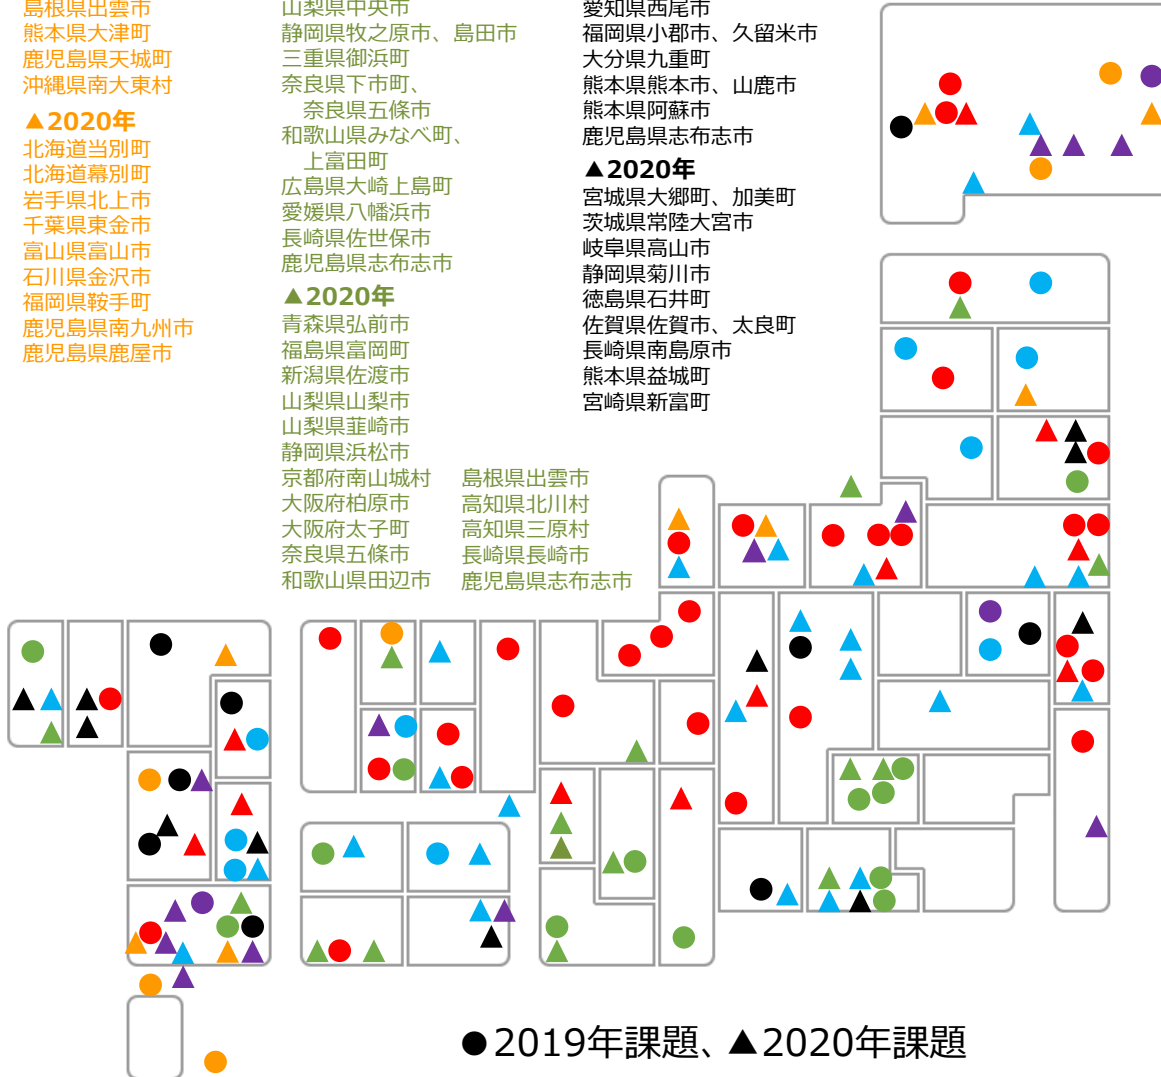 島根県出雲市
熊本県大津町
鹿児島県天城町
沖縄県南大東村
▲2020年
北海道当別町
北海道幕別町
岩手県北上市
千葉県東金市
富山県富山市
石川県金沢市
福岡県鞍手町
鹿児島県南九州市
鹿児島県鹿屋市
山梨県中央市
静岡県牧之原市、島田市
三重県御浜町
奈良県下市町、
奈良県五條市
和歌山県みなべ町、
上富田町
広島県大崎上島町
愛媛県八幡浜市
長崎県佐世保市
鹿児島県志布志市
▲2020年
青森県弘前市
福島県富岡町
新潟県佐渡市
山梨県山梨市
山梨県韮崎市
静岡県浜松市
京都府南山城村
大阪府柏原市
大阪府太子町
奈良県五條市
和歌山県田辺市
島根県出雲市
高知県北川村
高知県三原村
長崎県長崎市
鹿児島県志布志市
愛知県西尾市
福岡県小郡市、久留米市
大分県九重町
熊本県熊本市、山鹿市
熊本県阿蘇市
鹿児島県志布志市
▲2020年
宮城県大郷町、加美町
茨城県常陸大宮市
岐阜県高山市
静岡県菊川市
徳島県石井町
佐賀県佐賀市、太良町
長崎県南島原市
熊本県益城町
宮崎県新富町
●2019年課題、▲2020年課題